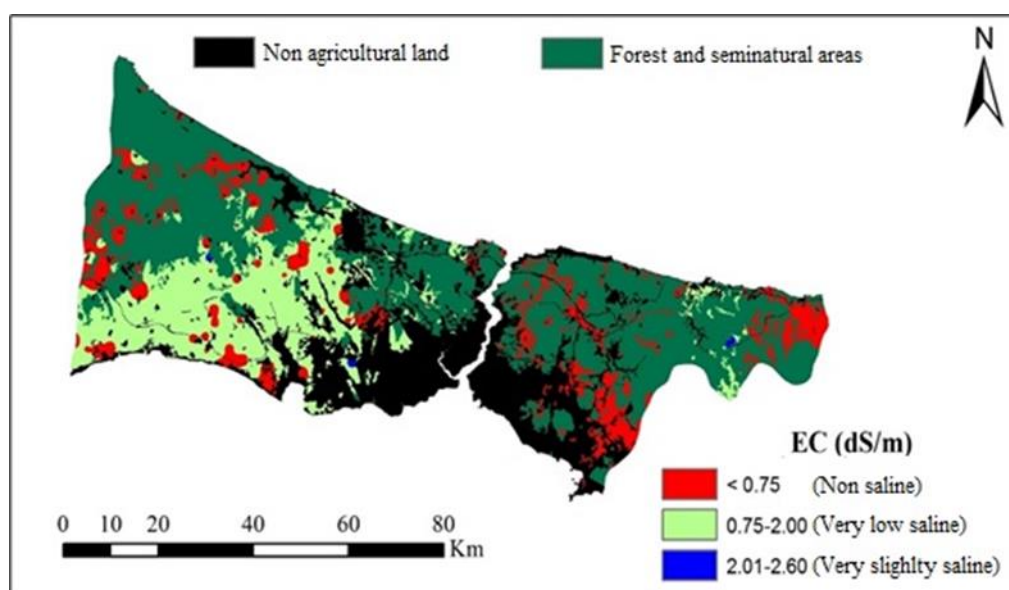 Non agricultural land
Forest and seminatural areas
N
EC (dS/m)
< 0.75 (Non saline)
0.75-2.00 (Very low saline)
2.01-2.60 (Very slighlty saline)
0 10 20 40 60 80
Km